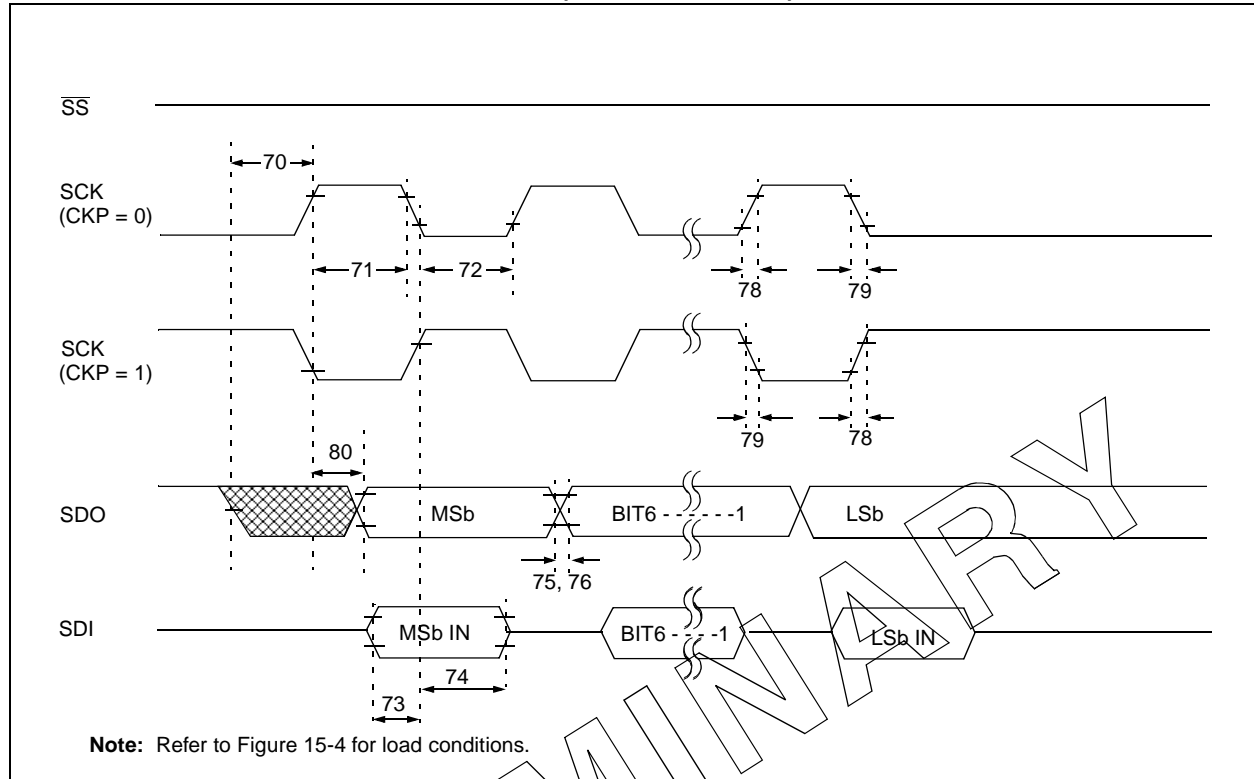 SS
70
SCK
(CKP = 0)
71
72
78
79
SCK
(CKP = 1)
79
78
80
SDO
MSb
BIT6 - - - - - -1
LSb
75, 76
SDI
MSb IN
BIT6 - - - -1
LSb IN
74
73
Note: Refer to Figure 15-4 for load conditions.
MINARY